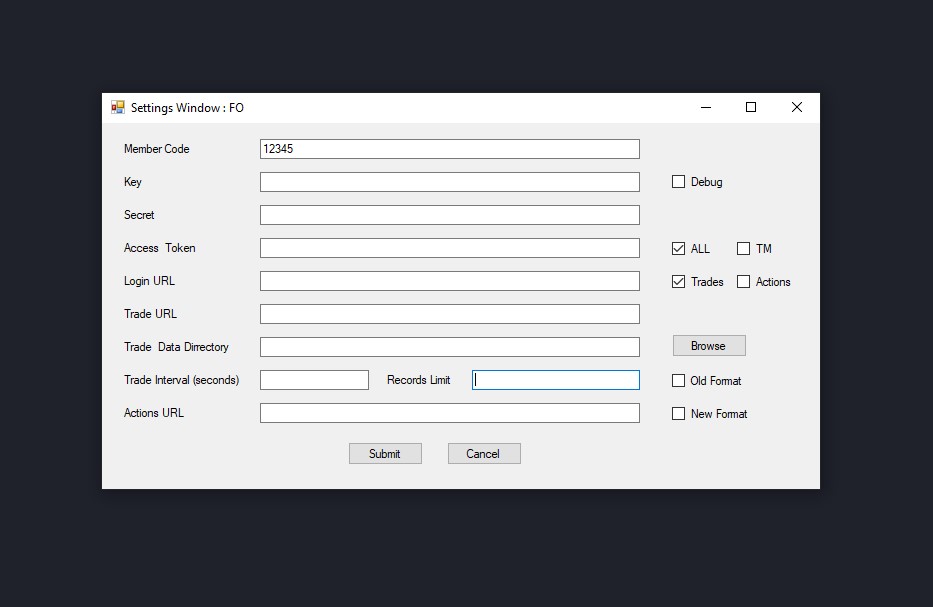 Settings Window : FO
Member Code 12345
Key Debug
Secret
Access Token ALL TM
Login URL Trades Actions
Trade URL
Trade Data Dirrectory Browse
Trade Interval (seconds) Records Limit Old Format
Actions URL New Format
Submit Cancel